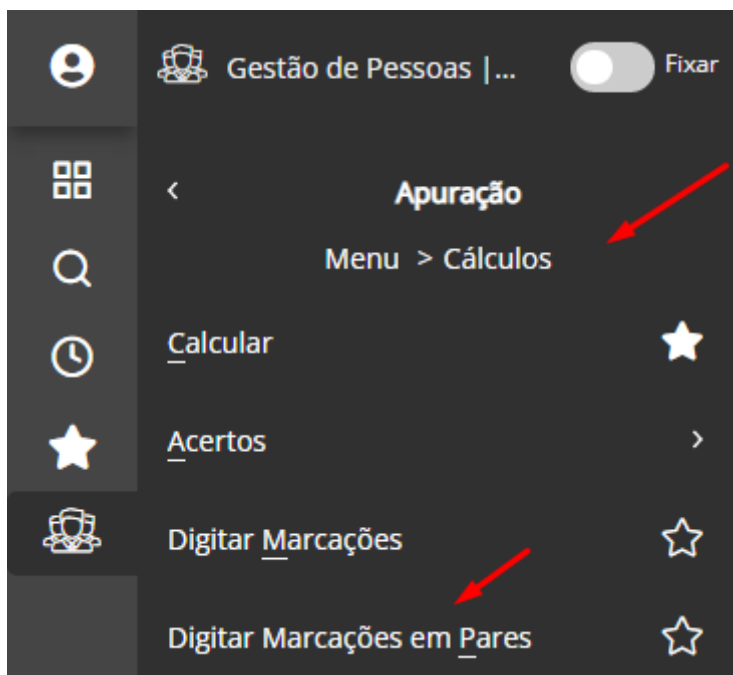 Gestão de Pessoas |...
Fixar
Apuração
Menu > Cálculos
Calcular
Acertos
Digitar Marcações
Digitar Marcações em Pares